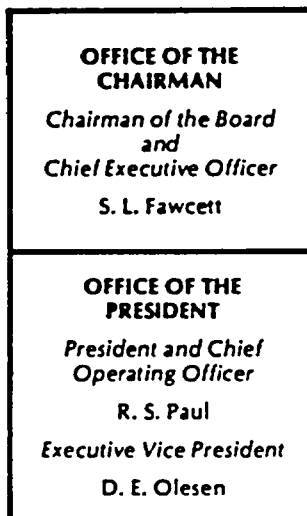 OFFICE OF THE
CHAIRMAN
Chairman of the Board
and
Chief Executive Officer
S. L. Fawcett
OFFICE OF THE
PRESIDENT
President and Chief
Operating Officer
R. S. Paul
Executive Vice President
D. E. Olesen